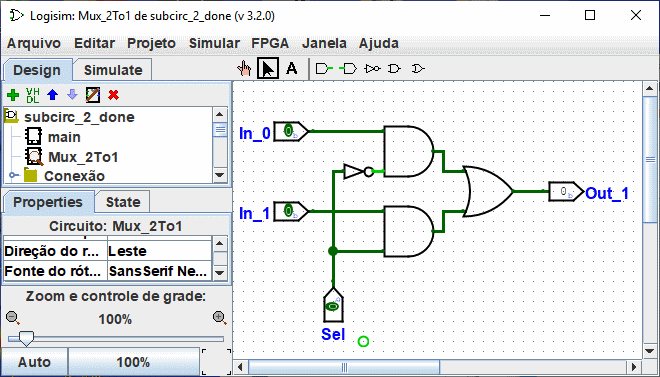 Logisim: Mux_2To1 de subcirc_2_done (v 3.2.0)
Arquivo Editar Projeto Simular FPGA Janela Ajuda
Design Simulate
A
VH
DL
subcirc_2_done
main
Mux_2To1
Conexão
Properties State
Circuito: Mux_2To1
Direção do r... Leste
Fonte do rót... SansSerif Ne...
Zoom e controle de grade:
100%
Auto 100%
In_0 0
In_1 0
0 Out_1
0
Sel